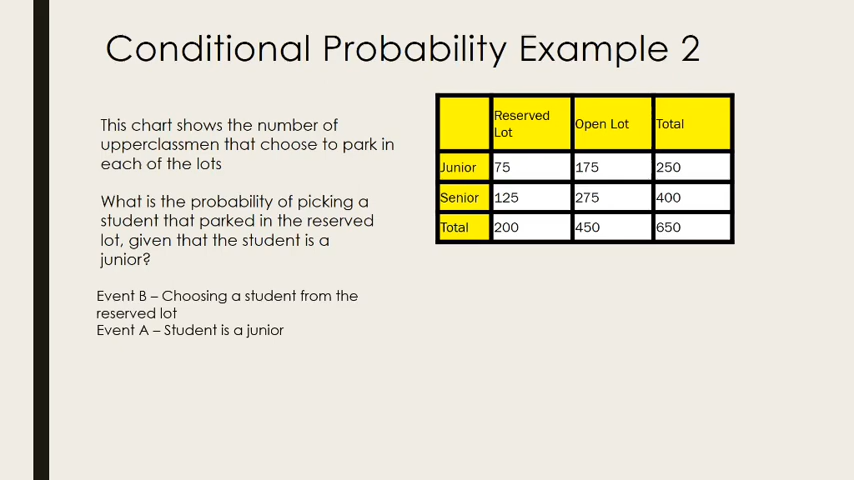 Conditional Probability Example 2
This chart shows the number of
upperclassmen that choose to park in
each of the lots
What is the probability of picking a
student that parked in the reserved
lot, given that the student is a
junior?
Event B – Choosing a student from the
reserved lot
Event A – Student is a junior
Reserved
Lot
Open Lot
Total
Junior 75 175 250
Senior 125 275 400
Total 200 450 650